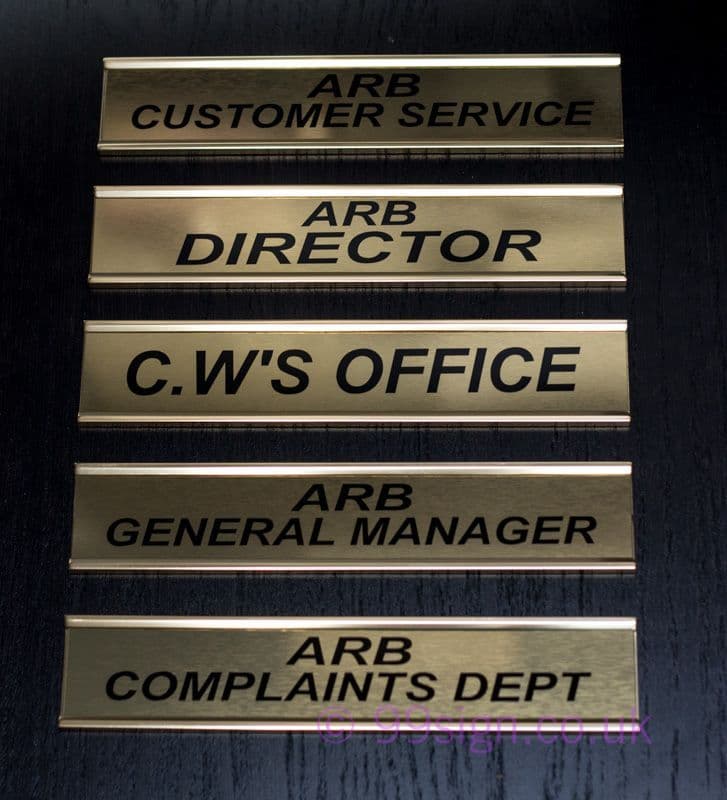 ARB
CUSTOMER SERVICE
ARB
DIRECTOR
C.W'S OFFICE
ARB
GENERAL MANAGER
ARB
COMPLAINTS DEPT
© 99sign.co.uk